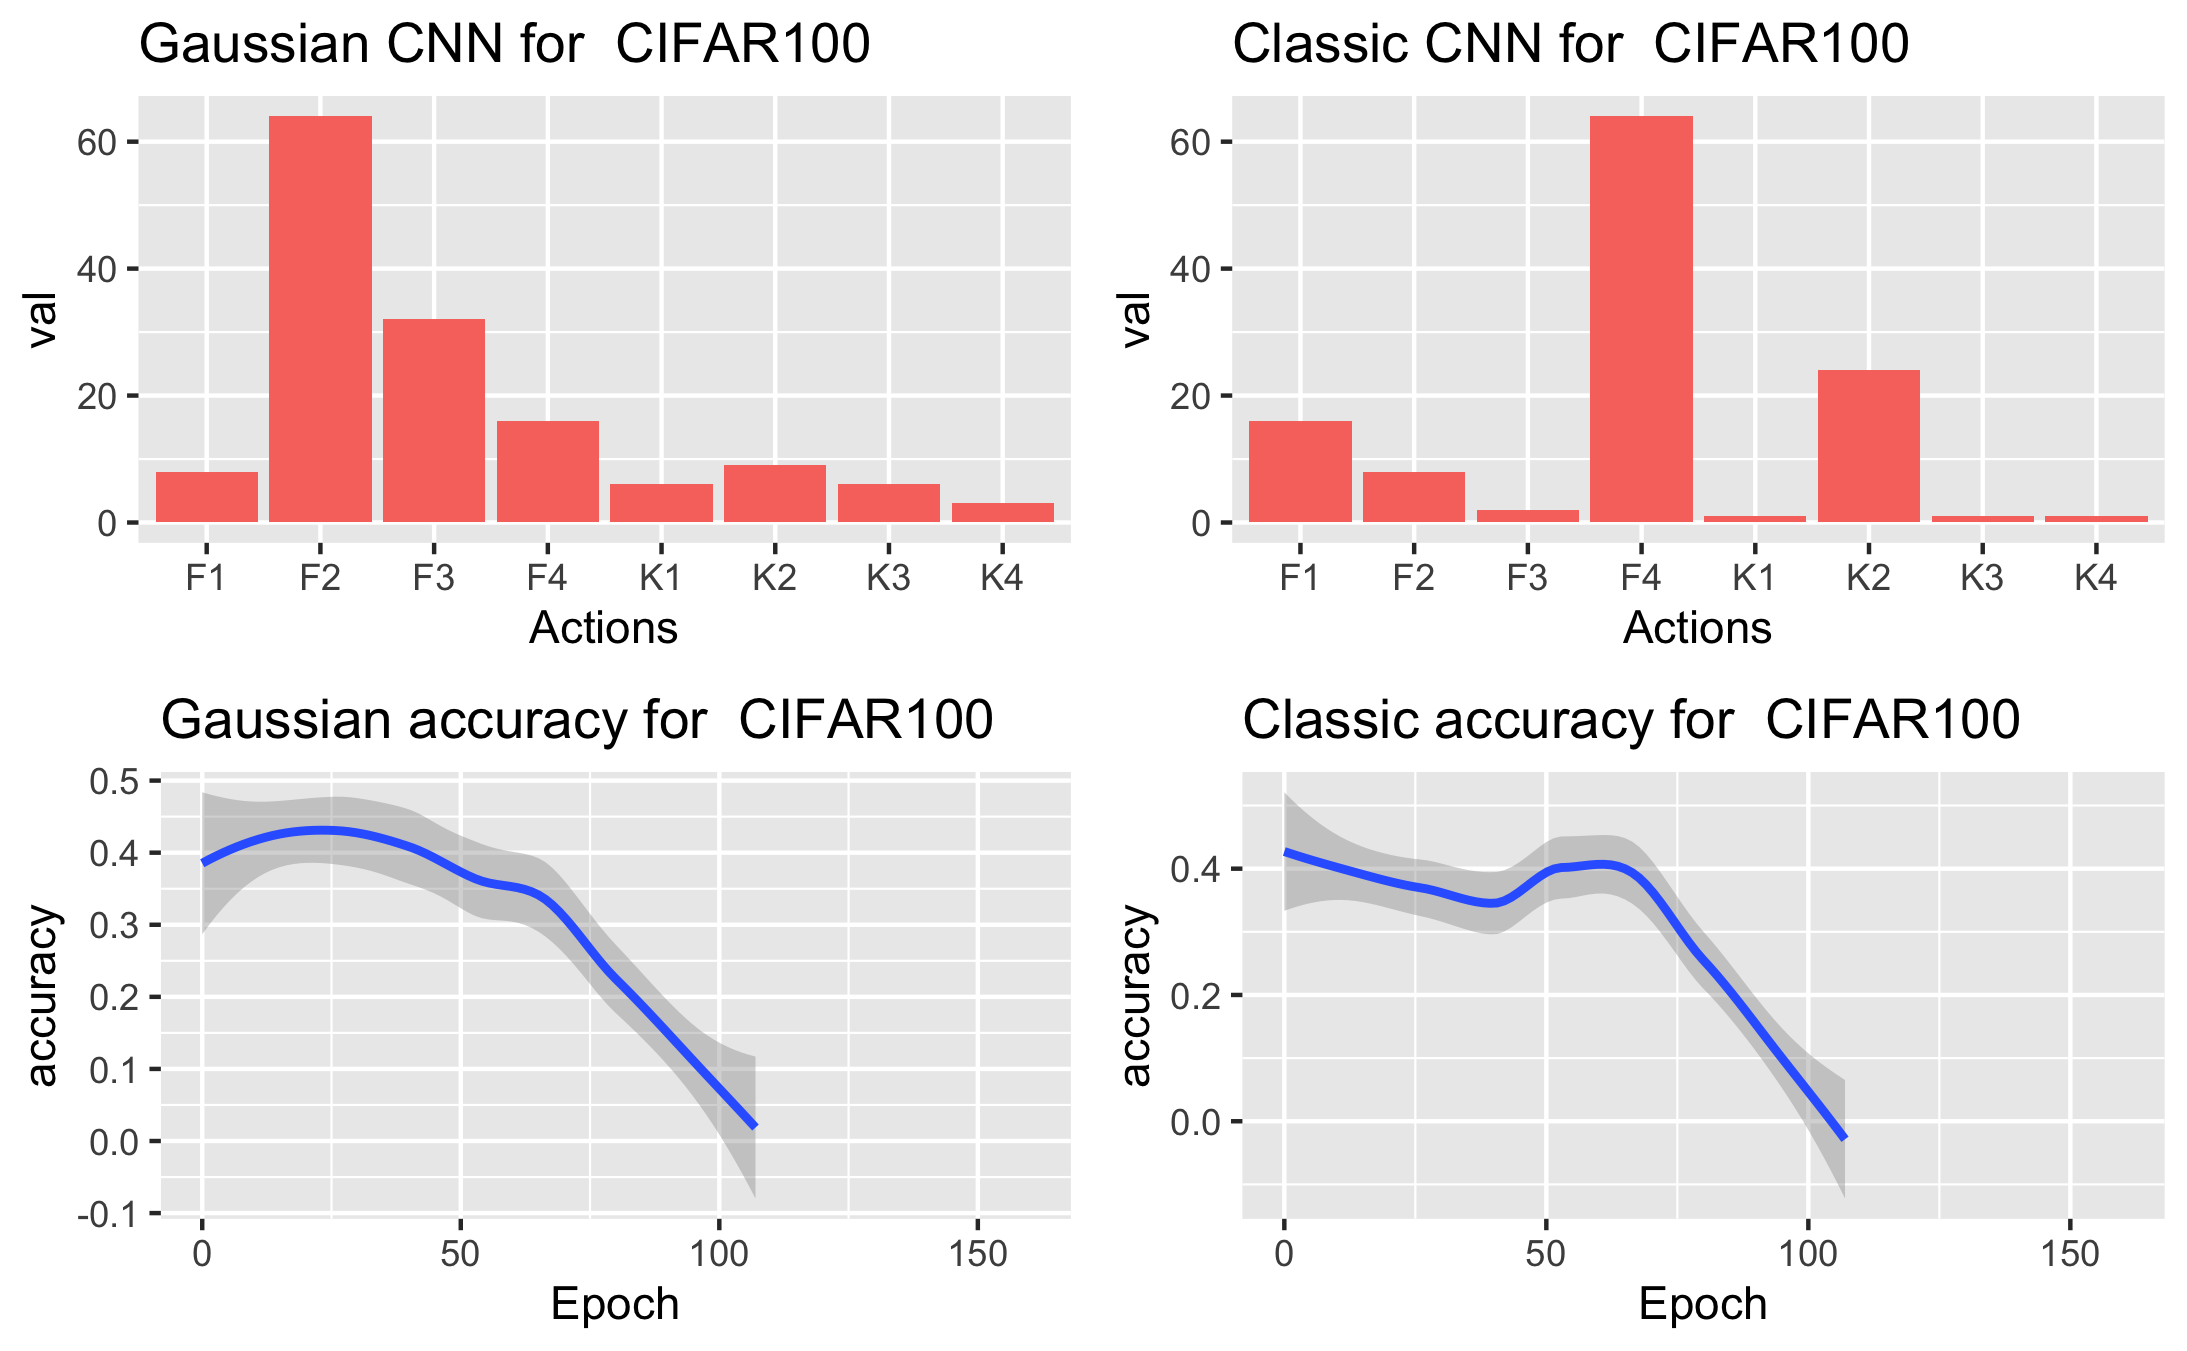 Gaussian CNN for  CIFAR100
60
40
20
0
val
F1 F2 F3 F4 K1 K2 K3 K4
Actions
Classic CNN for  CIFAR100
60
40
20
0
val
F1 F2 F3 F4 K1 K2 K3 K4
Actions
Gaussian accuracy for  CIFAR100
0.5
0.4
0.3
0.2
0.1
0.0
-0.1
accuracy
0 50 100 150
Epoch
Classic accuracy for  CIFAR100
0.4
0.2
0.0
accuracy
0 50 100 150
Epoch